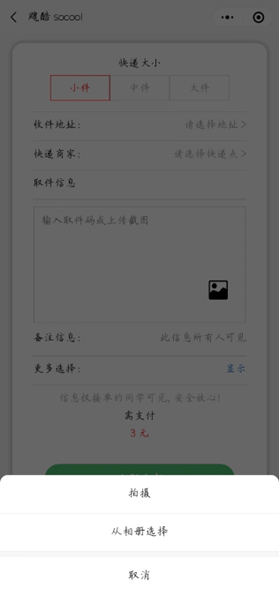 飕酷 socool
快递大小
小件
中件
大件
收件地址：
请选择地址
快递商家：
请选择快递点
取件信息
输入取件码或上传截图
备注信息：
此信息所有人可见
更多选择：
显示
信息仅接单的同学可见，安全放心！
需支付
3 元
拍摄
从相册选择
取消